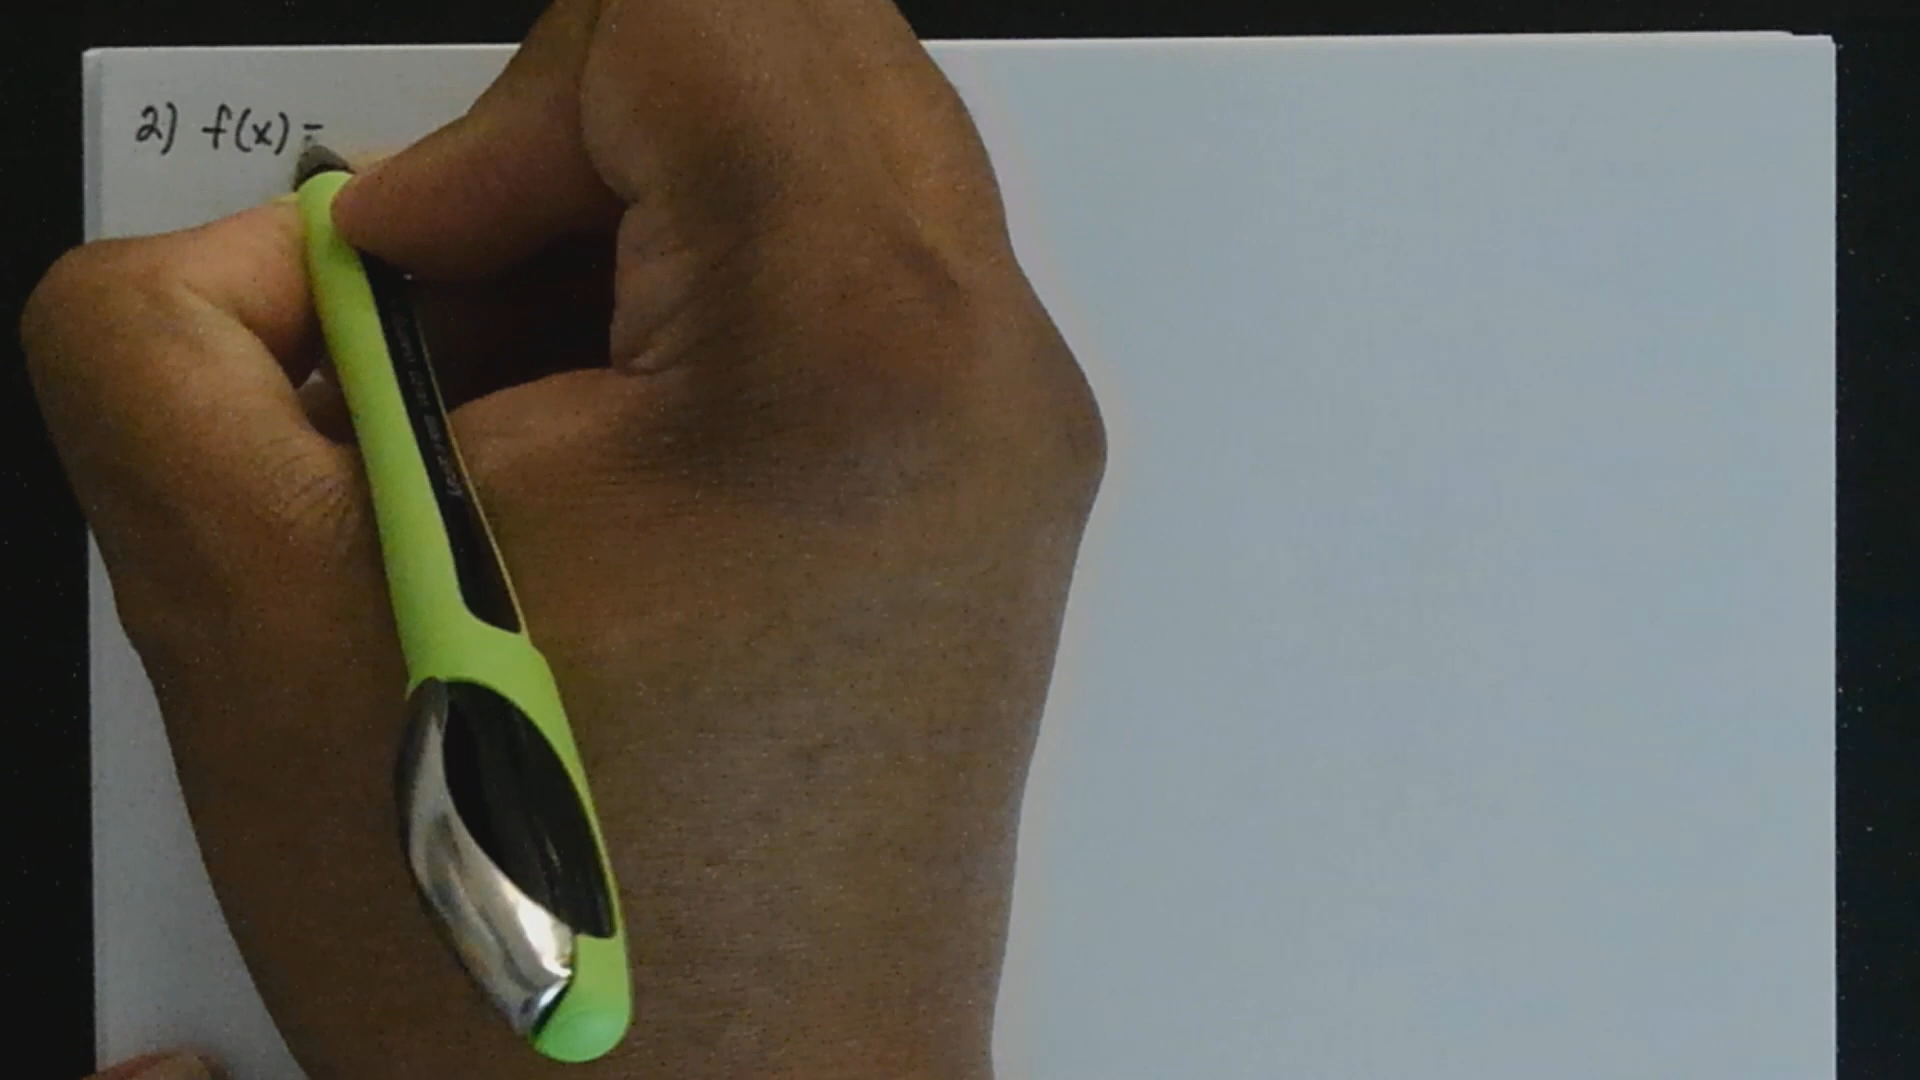 2) f(x) =